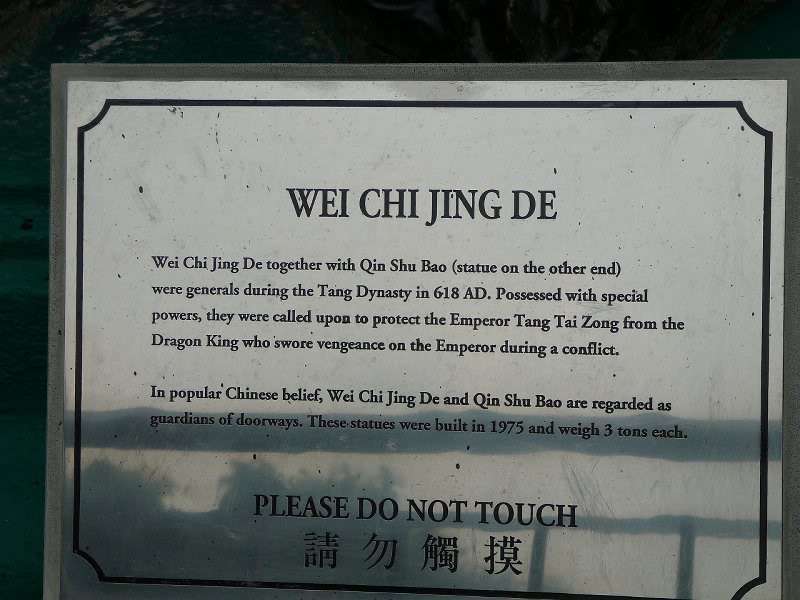 WEI CHI JING DE
Wei Chi Jing De together with Qin Shu Bao (statue on the other end)
were generals during the Tang Dynasty in 618 AD. Possessed with special
powers, they were called upon to protect the Emperor Tang Tai Zong from the
Dragon King who swore vengeance on the Emperor during a conflict.
In popular Chinese belief, Wei Chi Jing De and Qin Shu Bao are regarded as
guardians of doorways. These statues were built in 1975 and weigh 3 tons each.
PLEASE DO NOT TOUCH
請勿觸摸